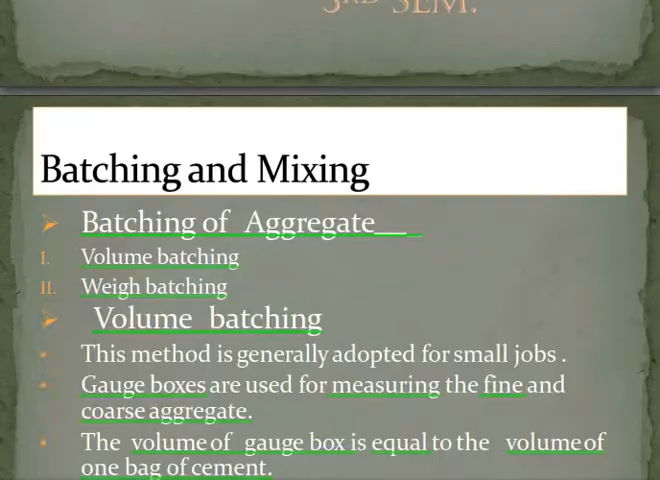 3RD SEM.
Batching and Mixing
➢ Batching of Aggregate__ _
I. Volume batching
II. Weigh batching
➢ Volume batching
• This method is generally adopted for small jobs .
• Gauge boxes are used for measuring the fine and
coarse aggregate.
• The volume of gauge box is equal to the volume of
one bag of cement.